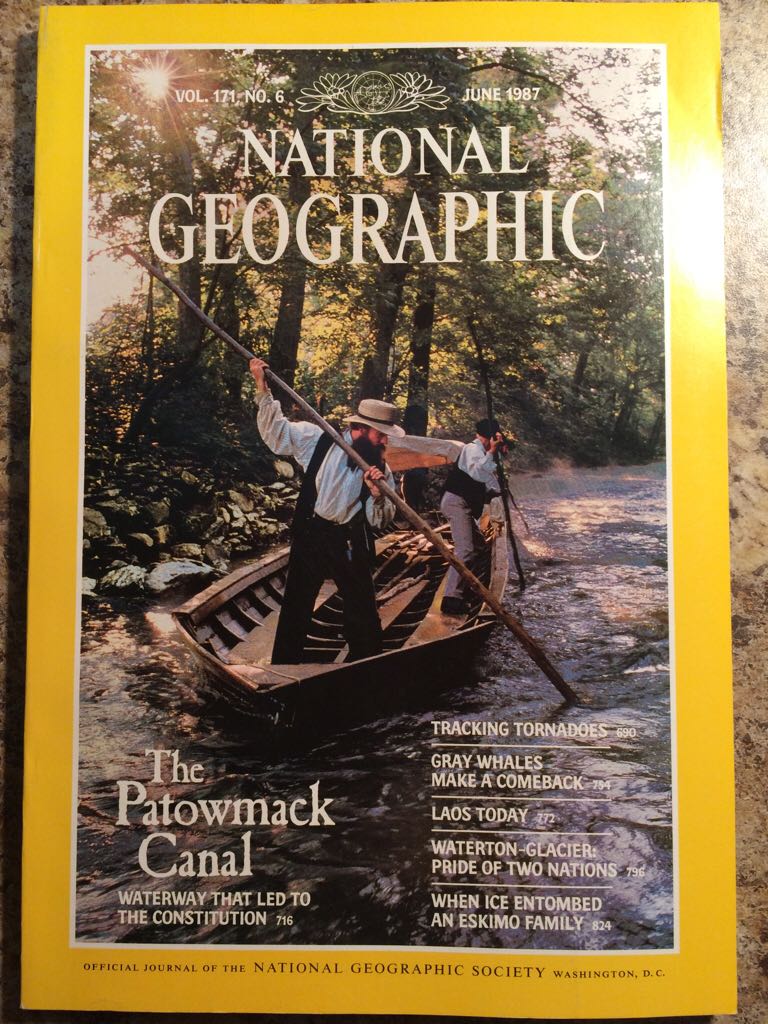 VOL. 171, NO. 6
JUNE 1987
NATIONAL
GEOGRAPHIC
The
Patowmack
Canal
WATERWAY THAT LED TO
THE CONSTITUTION 716
TRACKING TORNADOES 690
GRAY WHALES
MAKE A COMEBACK 754
LAOS TODAY 772
WATERTON-GLACIER:
PRIDE OF TWO NATIONS 796
WHEN ICE ENTOMBED
AN ESKIMO FAMILY 824
OFFICIAL JOURNAL OF THE NATIONAL GEOGRAPHIC SOCIETY WASHINGTON, D.C.